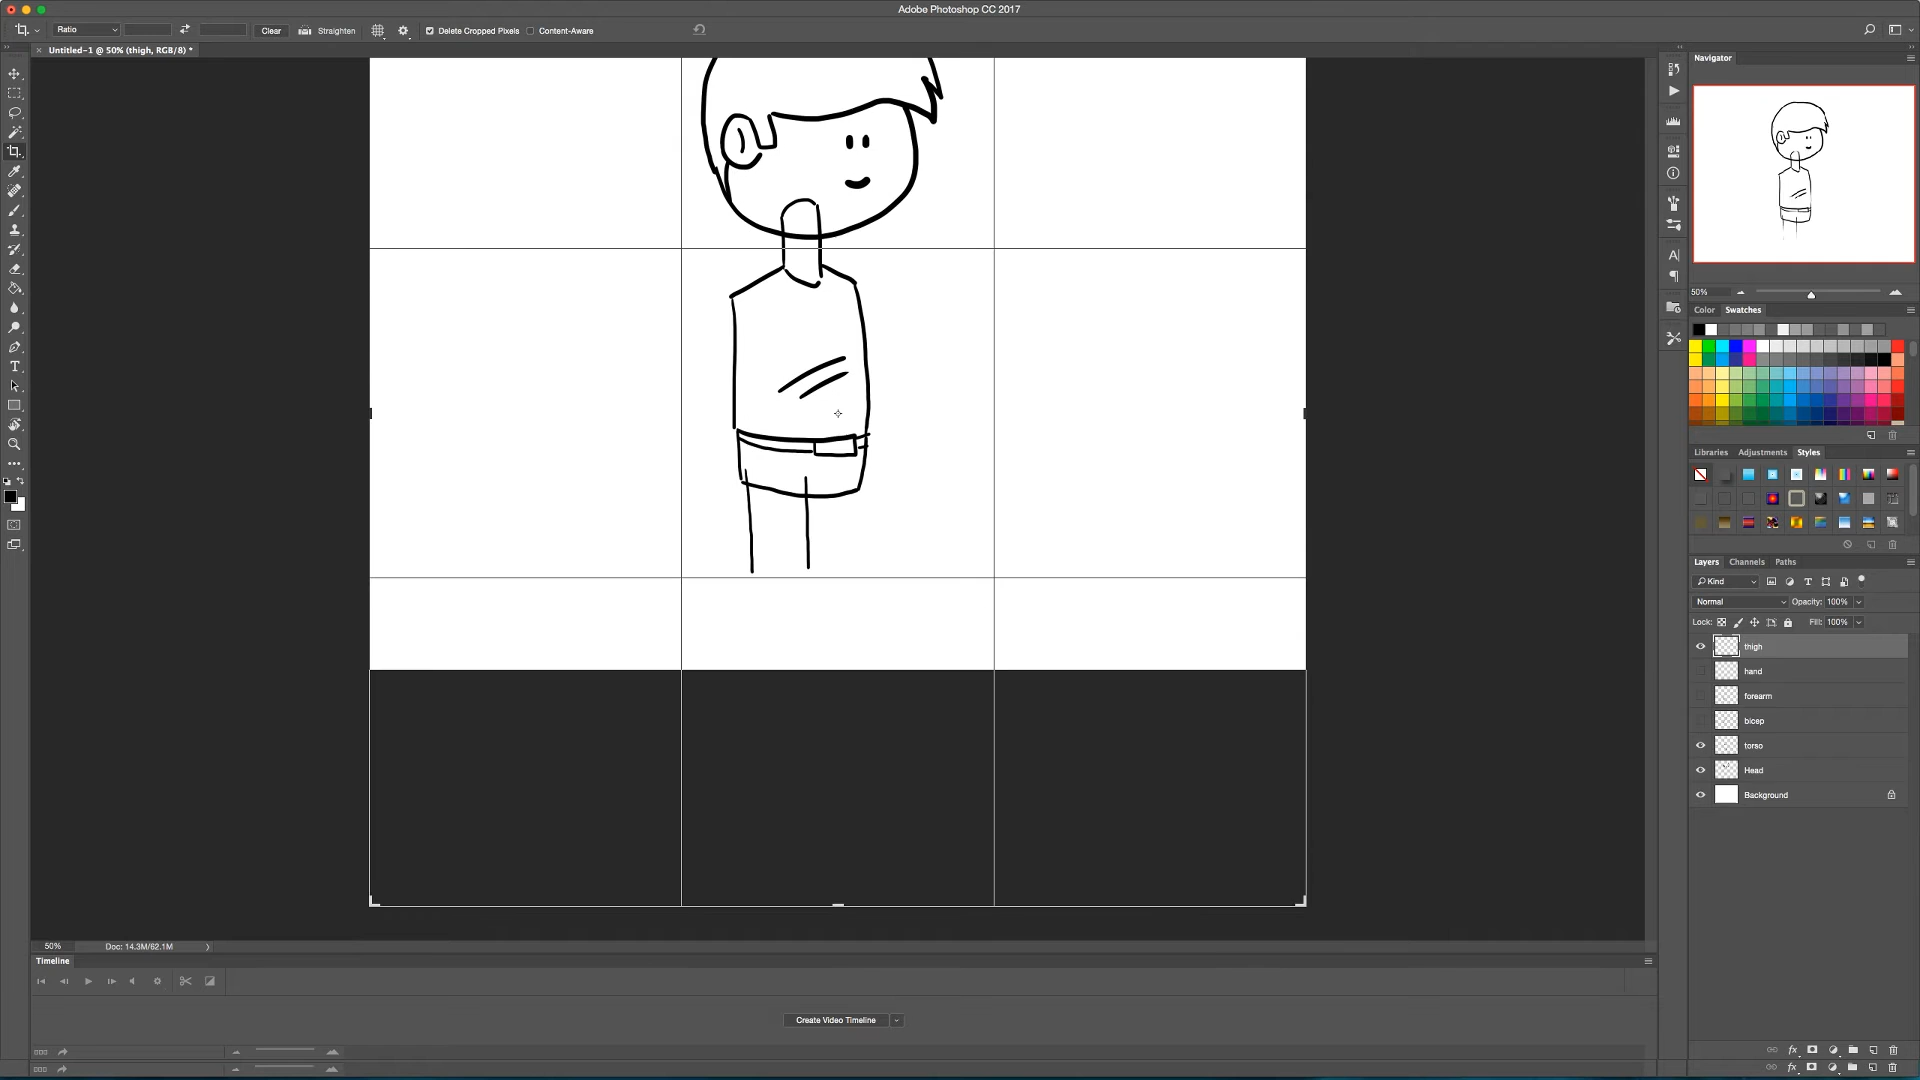 Adobe Photoshop CC 2017
Ratio
Clear
Straighten
Delete Cropped Pixels
Content-Aware
Untitled-1 @ 50% (thigh, RGB/8) *
Navigator
50%
Color Swatches
Libraries Adjustments Styles
Layers Channels Paths
Kind
Normal Opacity: 100%
Lock: Fill: 100%
thigh
hand
forearm
bicep
torso
Head
Background
50% Doc: 14.3M/62.1M
Timeline
Create Video Timeline